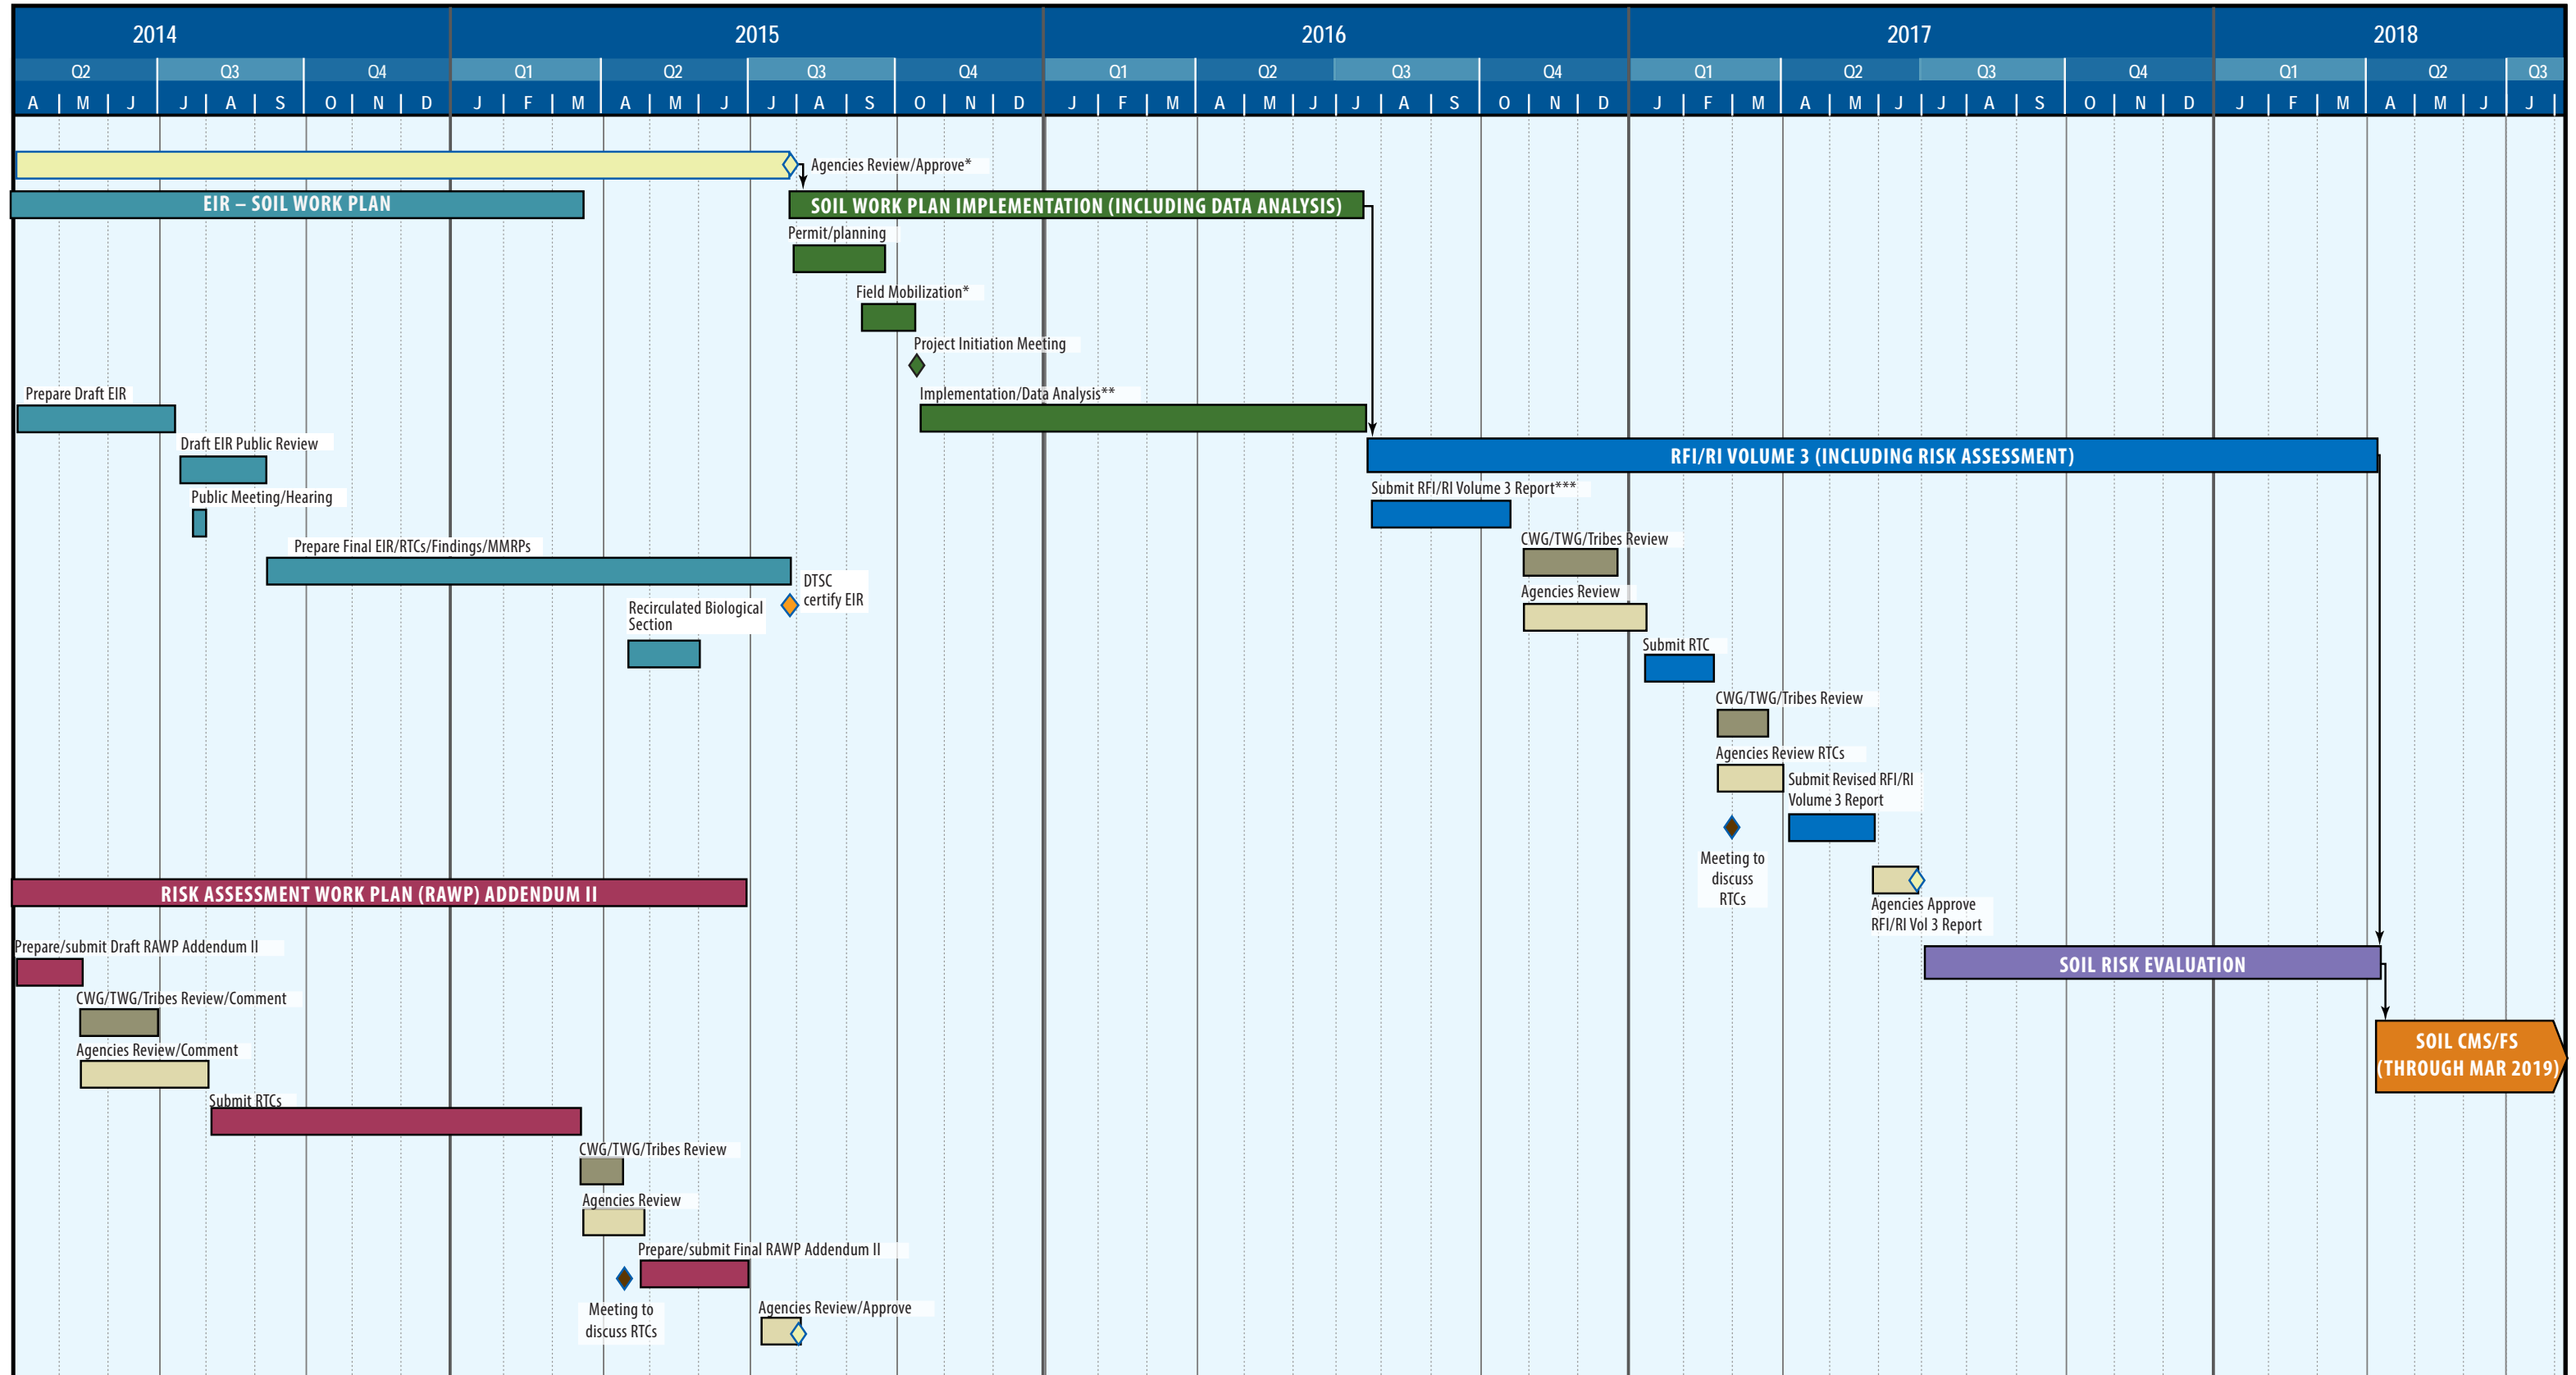 2014 2015 2016 2017 2018
Q2 Q3 Q4 Q1 Q2 Q3 Q4 Q1 Q2 Q3 Q4 Q1 Q2 Q3 Q4 Q1 Q2 Q3
A M J J A S O N D J F M A M J J A S O N D J F M A M J J A S O N D J F M A M J J A S O N D J F M A M J J
Agencies Review/Approve*
EIR – SOIL WORK PLAN
SOIL WORK PLAN IMPLEMENTATION (INCLUDING DATA ANALYSIS)
Permit/planning
Field Mobilization*
Project Initiation Meeting
Prepare Draft EIR
Implementation/Data Analysis**
Draft EIR Public Review
RFI/RI VOLUME 3 (INCLUDING RISK ASSESSMENT)
Public Meeting/Hearing
Submit RFI/RI Volume 3 Report***
Prepare Final EIR/RTCs/Findings/MMRPs
CWG/TWG/Tribes Review
DTSC
certify EIR
Agencies Review
Recirculated Biological
Section
Submit RTC
CWG/TWG/Tribes Review
Agencies Review RTCs
Submit Revised RFI/RI
Volume 3 Report
Meeting to
discuss
RTCs
RISK ASSESSMENT WORK PLAN (RAWP) ADDENDUM II
Agencies Approve
RFI/RI Vol 3 Report
Prepare/submit Draft RAWP Addendum II
SOIL RISK EVALUATION
CWG/TWG/Tribes Review/Comment
Agencies Review/Comment
SOIL CMS/FS
(THROUGH MAR 2019)
Submit RTCs
CWG/TWG/Tribes Review
Agencies Review
Prepare/submit Final RAWP Addendum II
Meeting to
discuss RTCs
Agencies Review/Approve